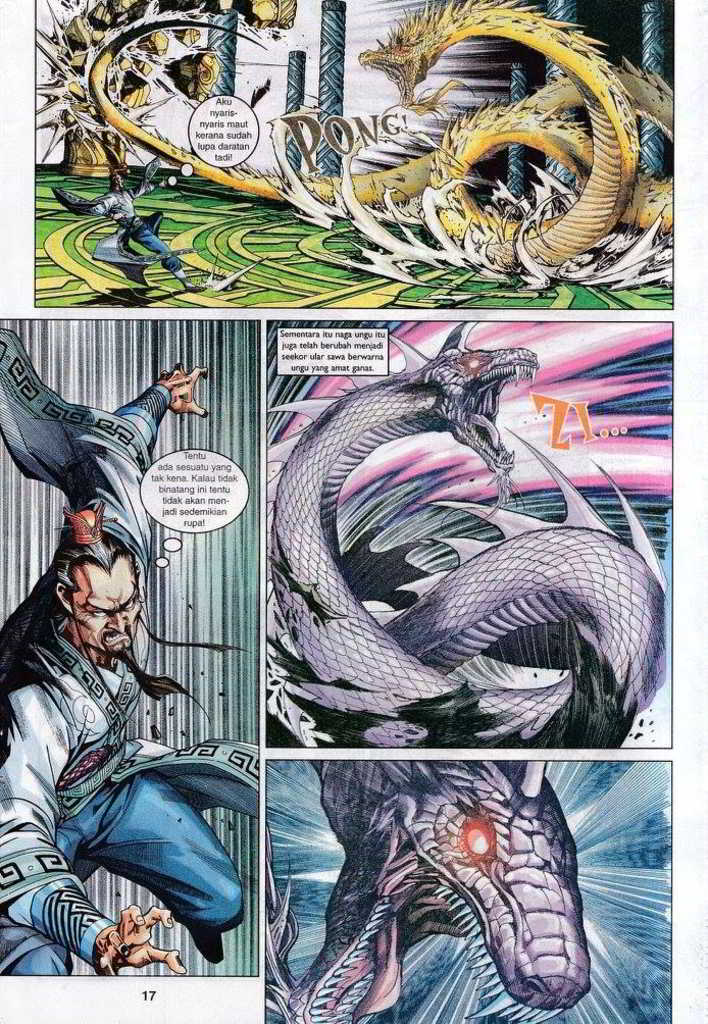 Aku
nyaris-
nyaris maut
kerana sudah
lupa daratan
tadi!
PONG!
Sementara itu naga ungu itu
juga telah berubah menjadi
seekor ular sawa berwarna
ungu yang amat ganas.
ZI...
Tentu
ada sesuatu yang
tak kena. Kalau tidak
binatang ini tentu
tidak akan men-
jadi sedemikian
rupa!
17